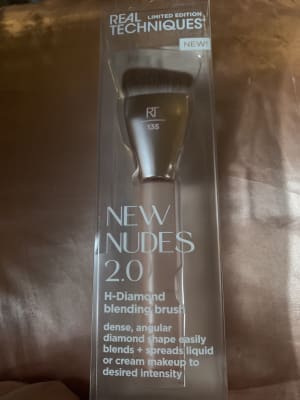 REAL LIMITED EDITION
TECHNIQUES®
NEW!
RT
135
NEW
NUDES
2.0
H-Diamond
blending brush
dense, angular
diamond shape easily
blends + spreads liquid
or cream makeup to
desired intensity